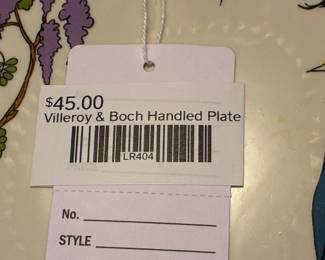 $45.00
Villeroy & Boch Handled Plate
LR404
No.
STYLE